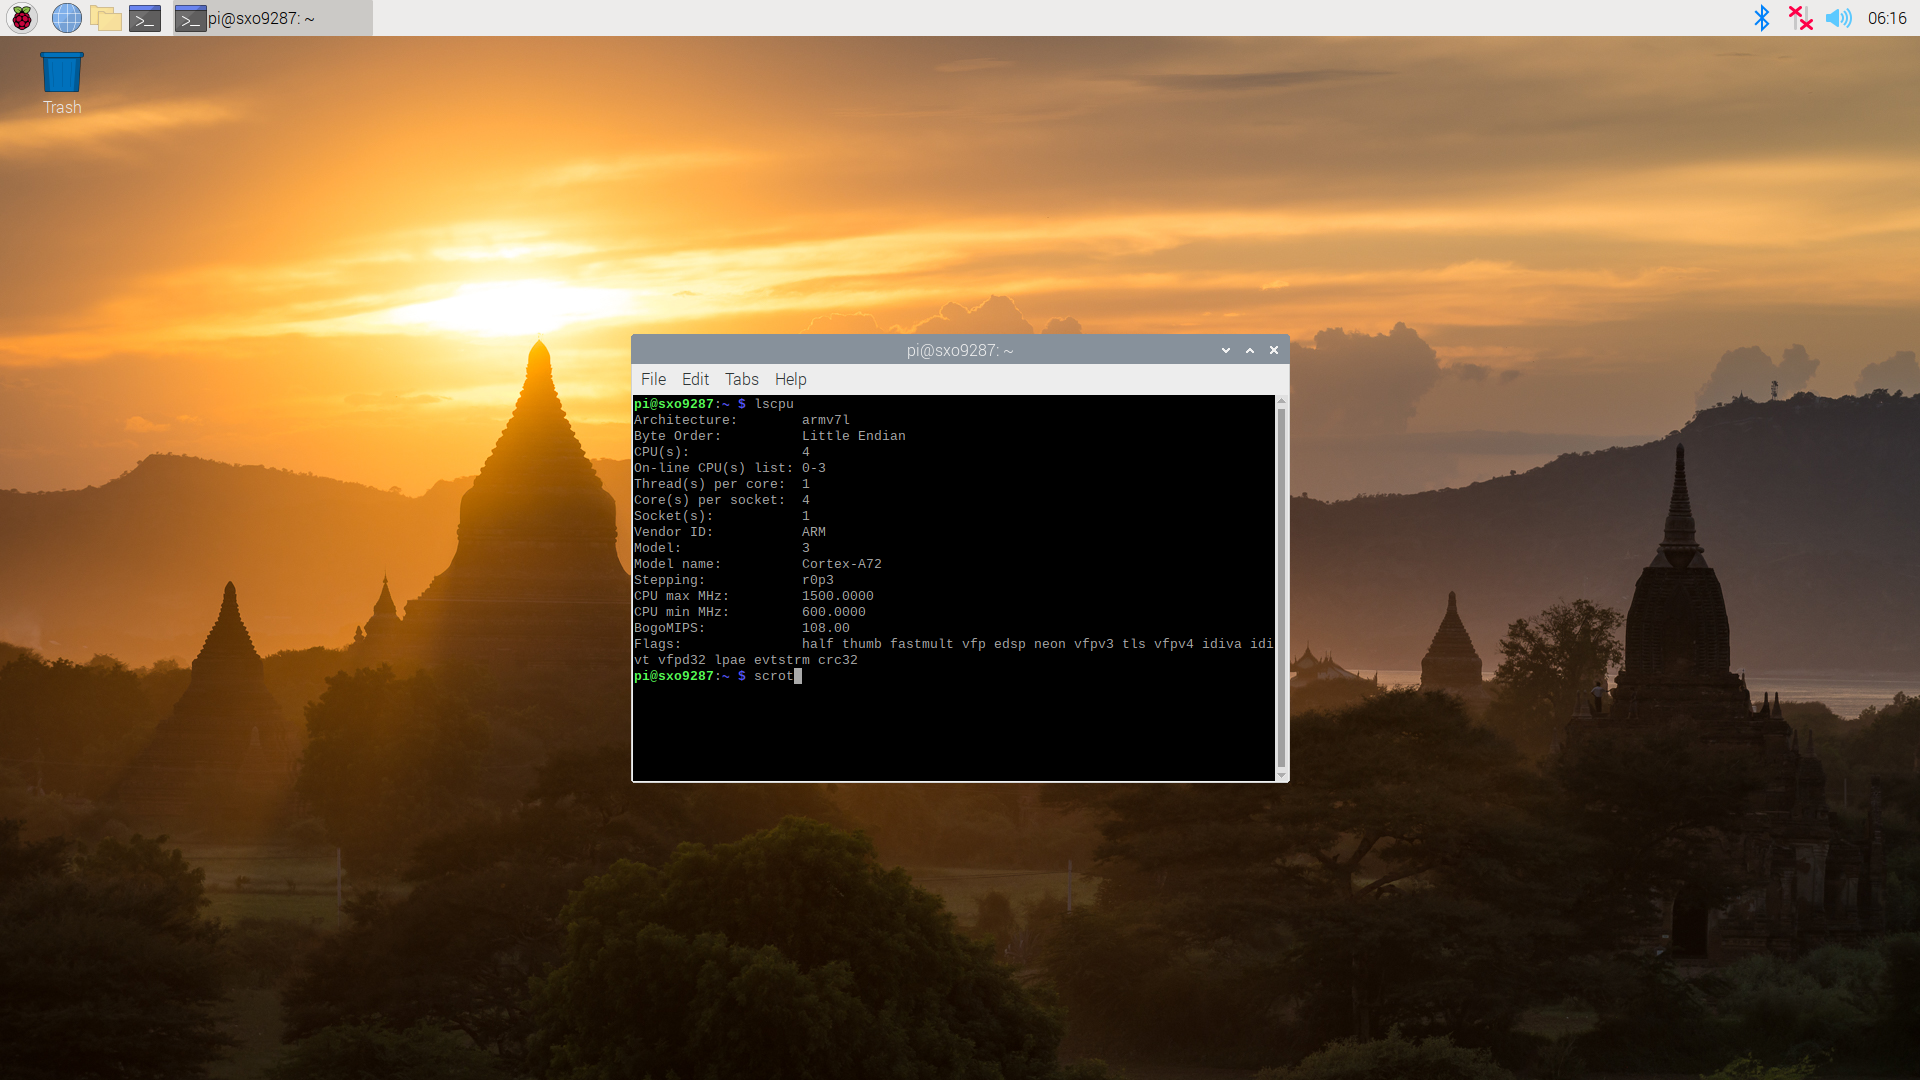 pi@sxo9287: ~
06:16
Trash
pi@sxo9287: ~
File Edit Tabs Help
pi@sxo9287:~ $ lscpu
Architecture:        armv7l
Byte Order:          Little Endian
CPU(s):              4
On-line CPU(s) list: 0-3
Thread(s) per core:  1
Core(s) per socket:  4
Socket(s):           1
Vendor ID:           ARM
Model:               3
Model name:          Cortex-A72
Stepping:            r0p3
CPU max MHz:         1500.0000
CPU min MHz:         600.0000
BogoMIPS:            108.00
Flags:               half thumb fastmult vfp edsp neon vfpv3 tls vfpv4 idiva idi
vt vfpd32 lpae evtstrm crc32
pi@sxo9287:~ $ scrot